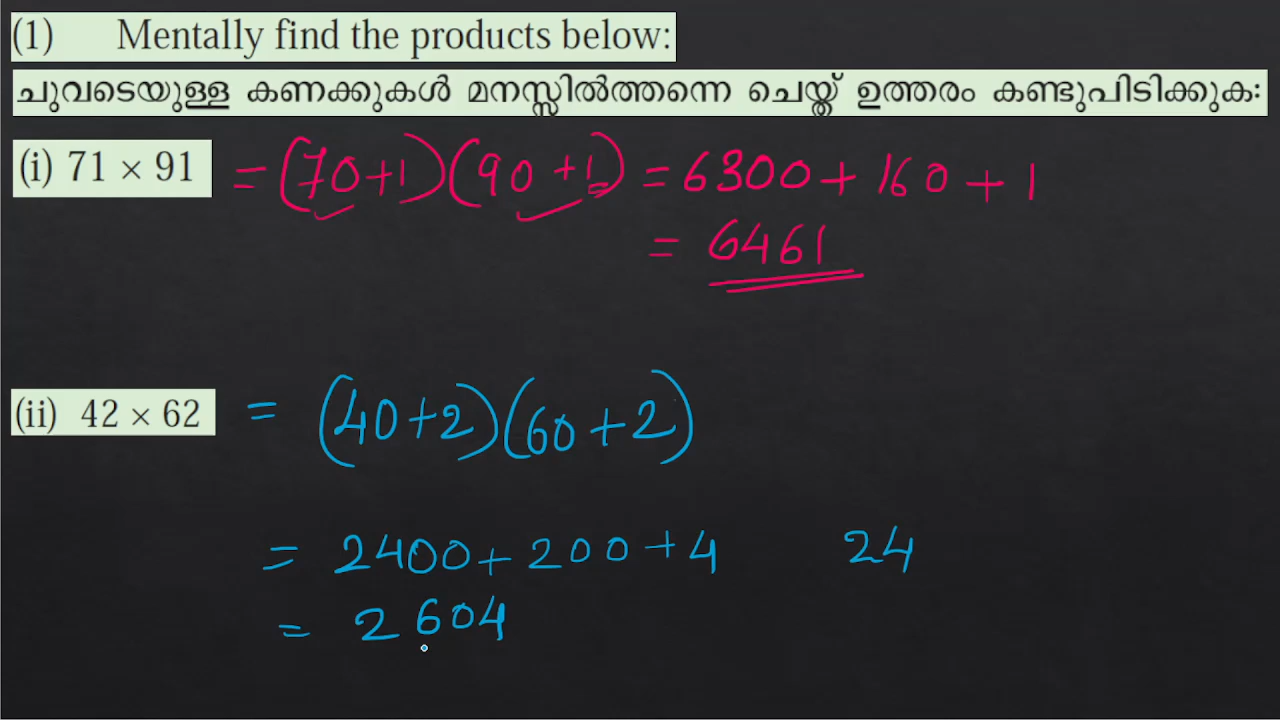 (1) Mentally find the products below:
ചുവടെയുള്ള കണക്കുകൾ മനസ്സിൽത്തന്നെ ചെയ്ത് ഉത്തരം കണ്ടുപിടിക്കുക:
(i) 71 × 91 = (70+1)(90+1) = 6300 + 160 + 1
= 6461
(ii) 42 × 62 = (40+2)(60+2)
= 2400 + 200 + 4 24
= 2604